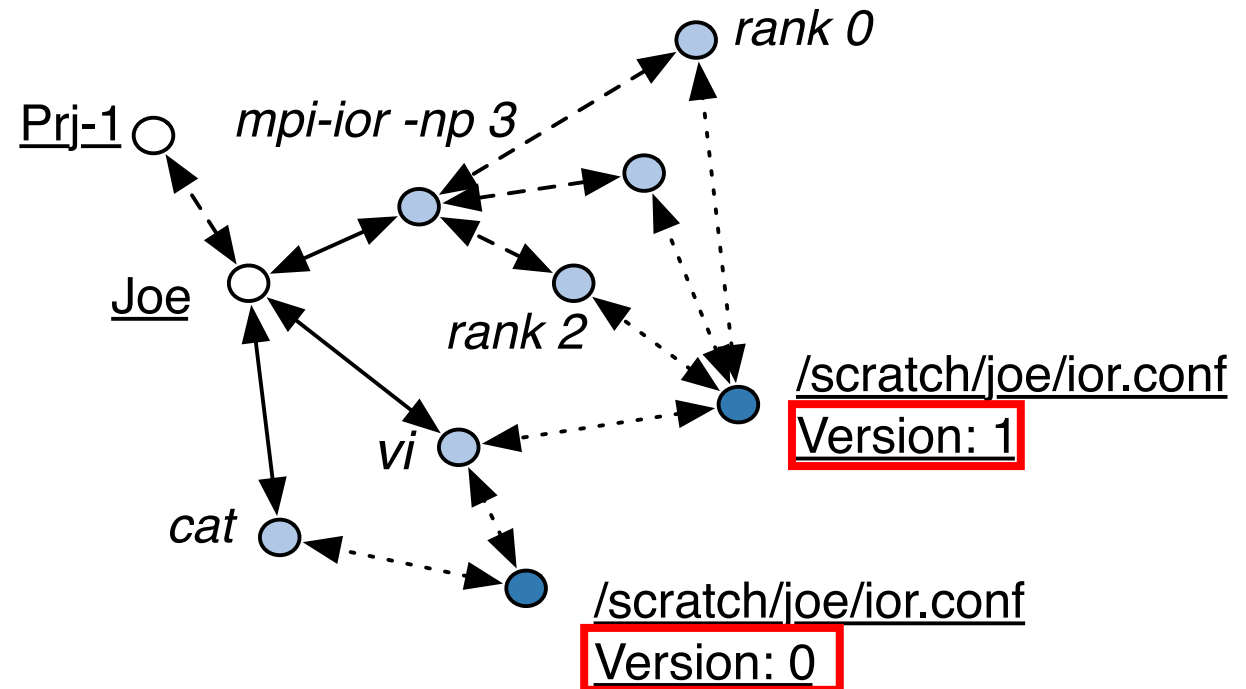 rank 0
Prj-1
mpi-ior -np 3
Joe
rank 2
/scratch/joe/ior.conf
Version: 1
vi
cat
/scratch/joe/ior.conf
Version: 0